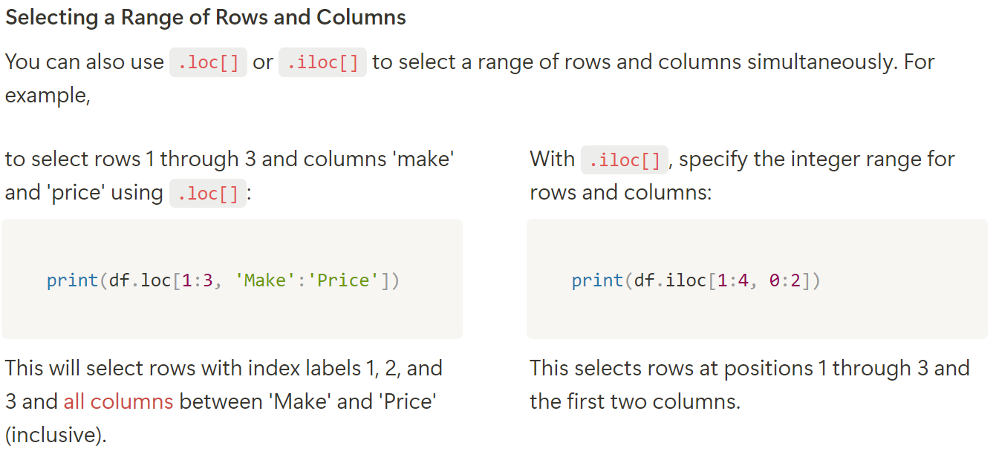 Selecting a Range of Rows and Columns
You can also use .loc[] or .iloc[] to select a range of rows and columns simultaneously. For
example,
to select rows 1 through 3 and columns 'make'
and 'price' using .loc[]:
print(df.loc[1:3, 'Make':'Price'])
This will select rows with index labels 1, 2, and
3 and all columns between 'Make' and 'Price'
(inclusive).
With .iloc[], specify the integer range for
rows and columns:
print(df.iloc[1:4, 0:2])
This selects rows at positions 1 through 3 and
the first two columns.